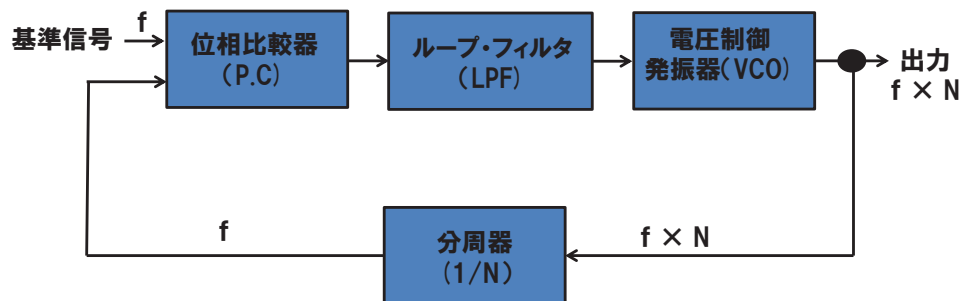 基準信号
f
位相比較器
(P.C)
ループ・フィルタ
(LPF)
電圧制御
発振器(VCO)
出力
f × N
f
分周器
(1/N)
f × N